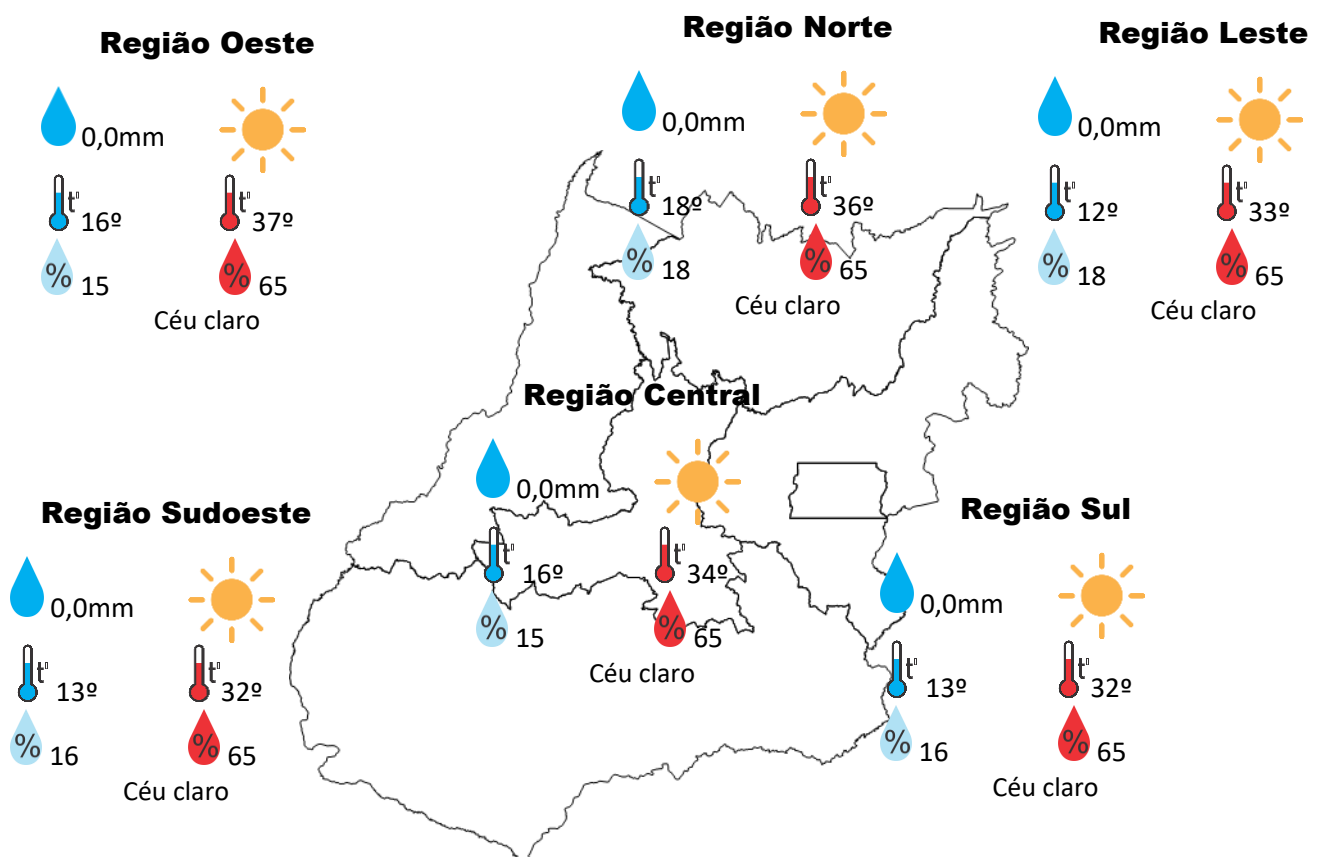 Região Oeste
0,0mm
t°
16º
37º
%
15
%
65
Céu claro
Região Norte
0,0mm
t°
18º
t°
36º
%
18
%
65
Céu claro
Região Leste
0,0mm
t°
12º
t°
33º
%
18
%
65
Céu claro
Região Central
0,0mm
t°
16º
t°
34º
%
15
%
65
Céu claro
Região Sudoeste
0,0mm
t°
13º
t°
32º
%
16
%
65
Céu claro
Região Sul
0,0mm
t°
13º
t°
32º
%
16
%
65
Céu claro